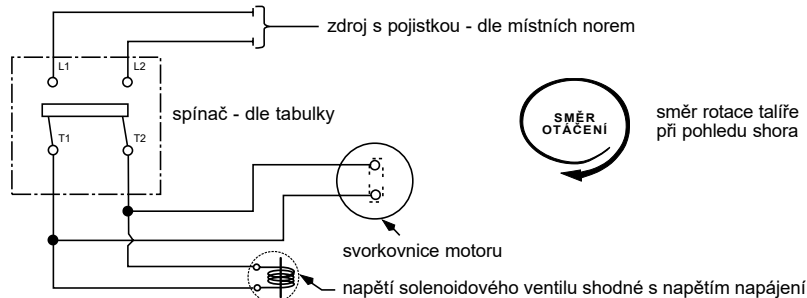 zdroj s pojistkou - dle místních norem
L1
L2
spínač - dle tabulky
T1
T2
SMĚR
OTÁČENÍ
směr rotace talíře
při pohledu shora
svorkovnice motoru
napětí solenoidového ventilu shodné s napětím napájení